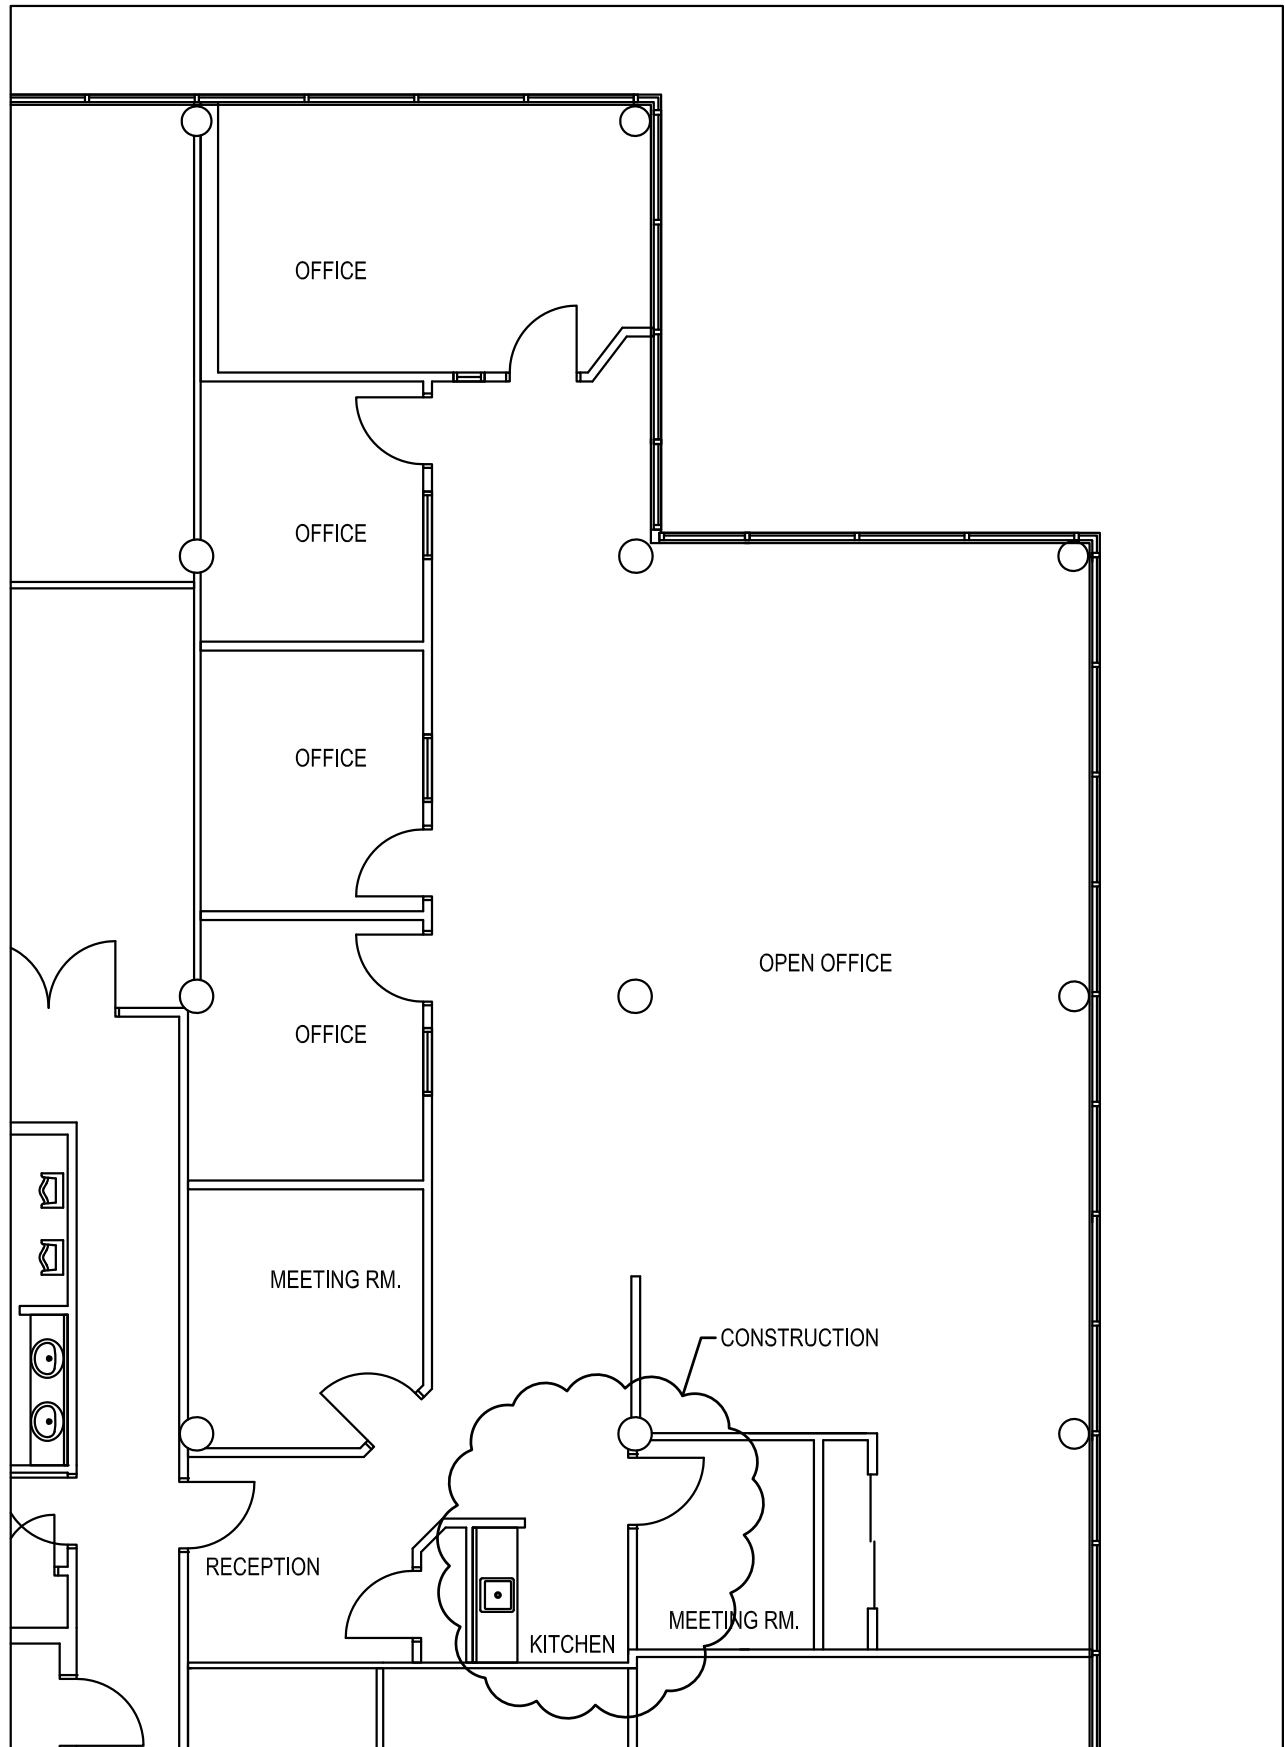 OFFICE
OFFICE
OFFICE
OPEN OFFICE
OFFICE
MEETING RM.
CONSTRUCTION
RECEPTION
MEETING RM.
KITCHEN